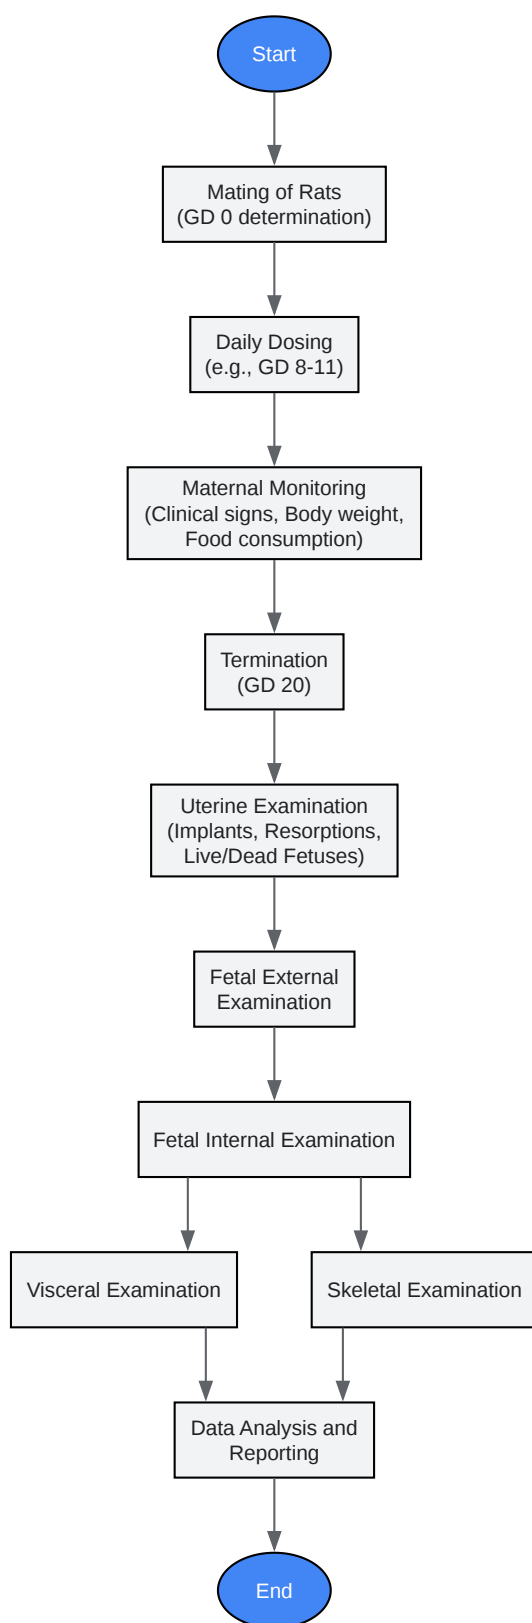 Start
Mating of Rats
(GD 0 determination)
Daily Dosing
(e.g., GD 8-11)
Maternal Monitoring
(Clinical signs, Body weight,
Food consumption)
Termination
(GD 20)
Uterine Examination
(Implants, Resorptions,
Live/Dead Fetuses)
Fetal External
Examination
Fetal Internal Examination
Visceral Examination
Skeletal Examination
Data Analysis and
Reporting
End